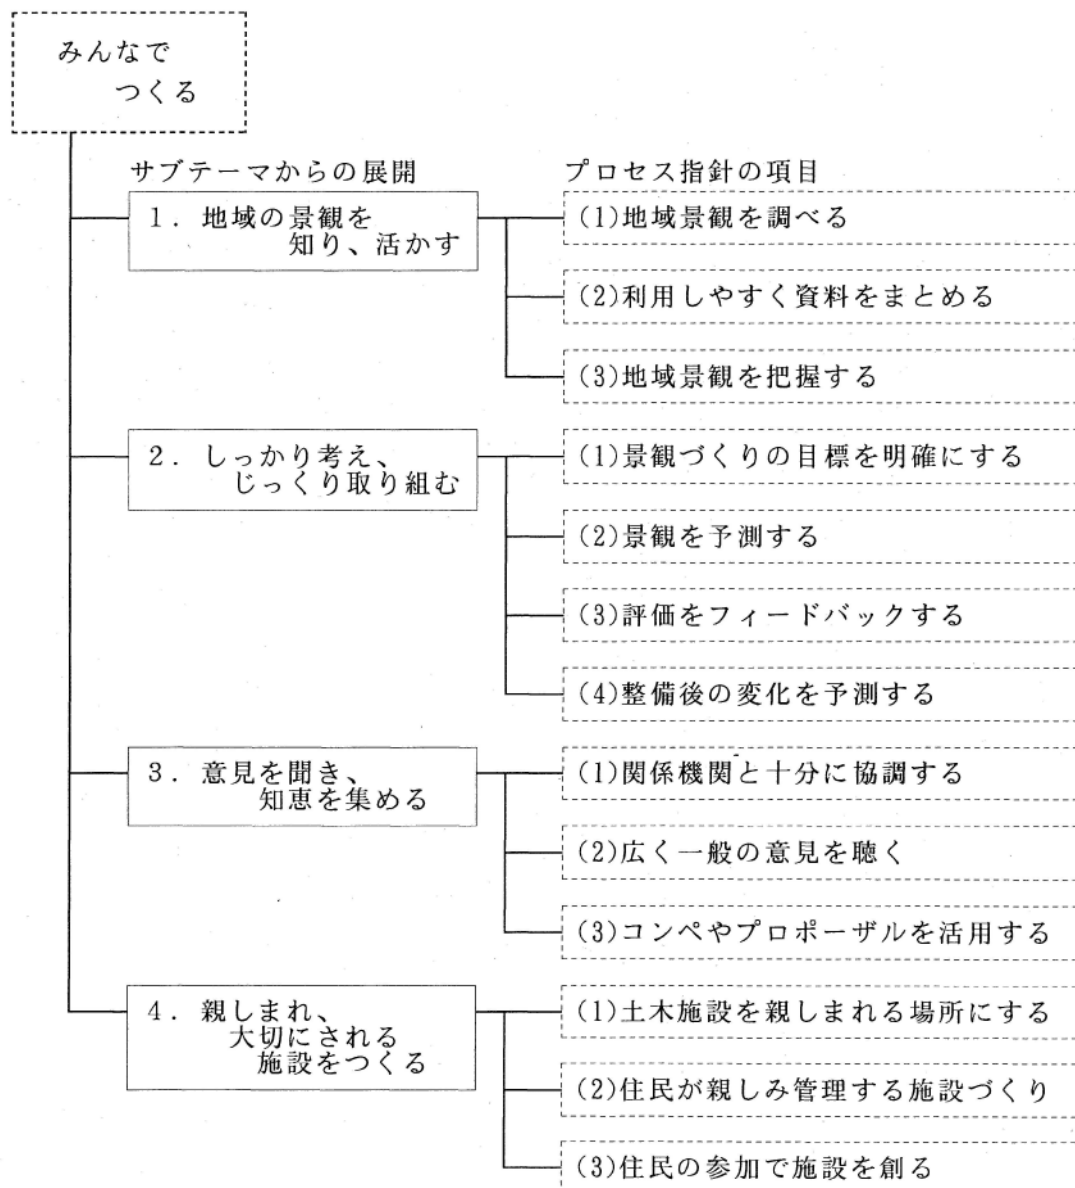 みんなで
つくる
サブテーマからの展開
プロセス指針の項目
1. 地域の景観を
知り、活かす
(1)地域景観を調べる
(2)利用しやすく資料をまとめる
(3)地域景観を把握する
2. しっかり考え、
じっくり取り組む
(1)景観づくりの目標を明確にする
(2)景観を予測する
(3)評価をフィードバックする
(4)整備後の変化を予測する
3. 意見を聞き、
知恵を集める
(1)関係機関と十分に協調する
(2)広く一般の意見を聴く
(3)コンペやプロポーザルを活用する
4. 親しまれ、
大切にされる
施設をつくる
(1)土木施設を親しまれる場所にする
(2)住民が親しみ管理する施設づくり
(3)住民の参加で施設を創る